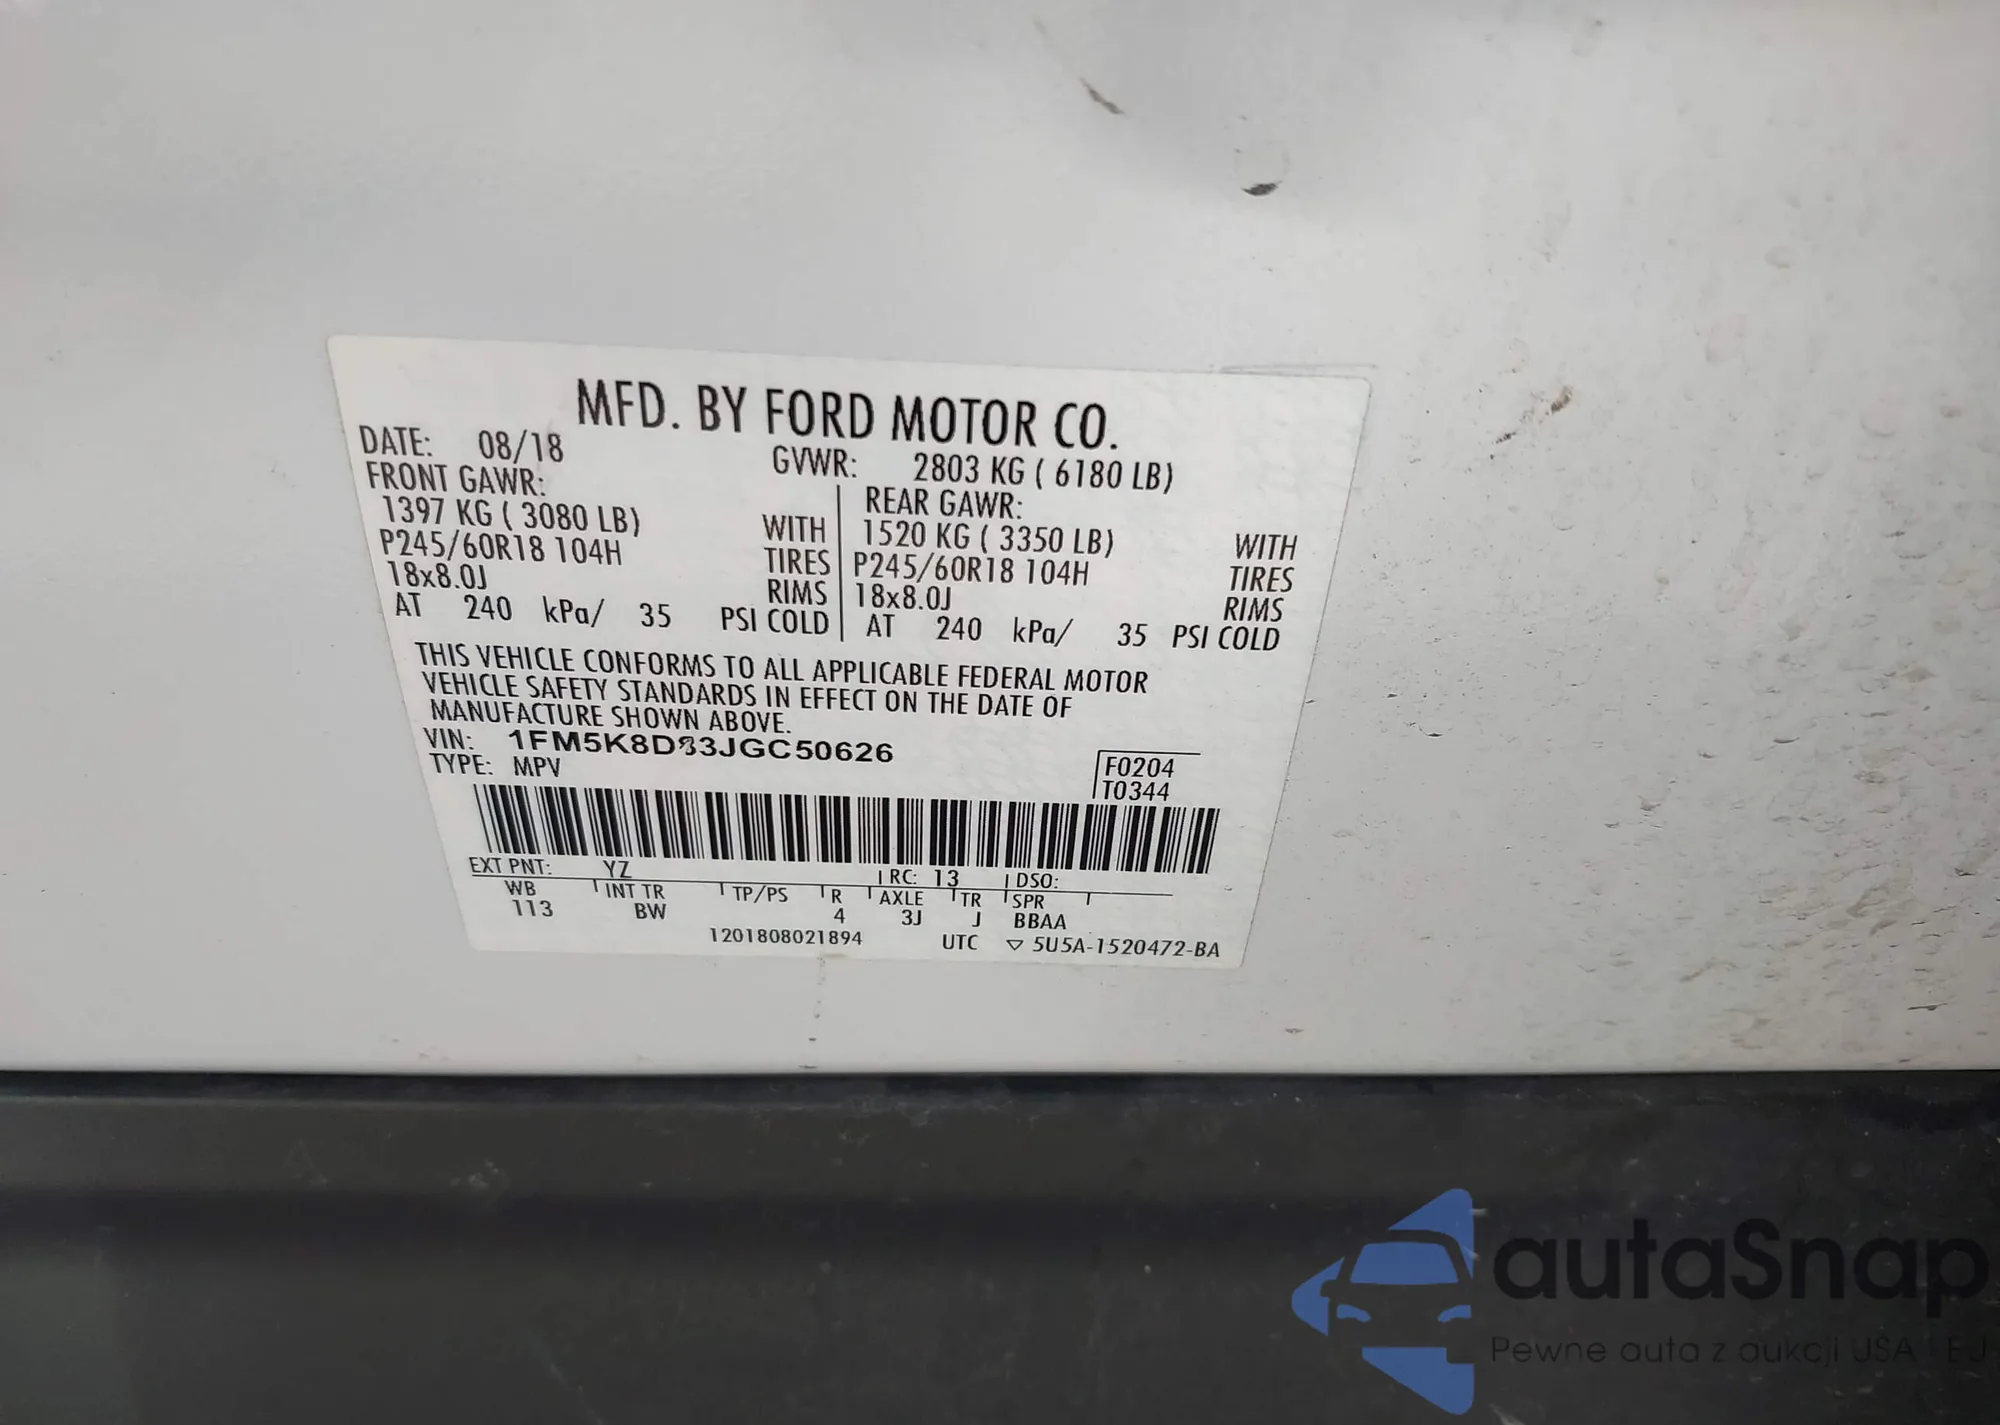 MFD. BY FORD MOTOR CO.
DATE: 08/18
GVWR: 2803 KG ( 6180 LB)
FRONT GAWR:
1397 KG ( 3080 LB) WITH
P245/60R18 104H TIRES
18x8.0J RIMS
AT 240 kPa/ 35 PSI COLD
REAR GAWR:
1520 KG ( 3350 LB) WITH
P245/60R18 104H TIRES
18x8.0J RIMS
AT 240 kPa/ 35 PSI COLD
THIS VEHICLE CONFORMS TO ALL APPLICABLE FEDERAL MOTOR
VEHICLE SAFETY STANDARDS IN EFFECT ON THE DATE OF
MANUFACTURE SHOWN ABOVE.
VIN:
TYPE: MPV
F0204
T0344
EXT PNT: YZ RC: 13 DSO:
WB INT TR TP/PS R AXLE TR SPR
113 BW 4 3J J BBAA
1201808021894 UTC ▽ 5U5A-1520472-BA
autaSnap
Pewne auta z aukcji USA i EU